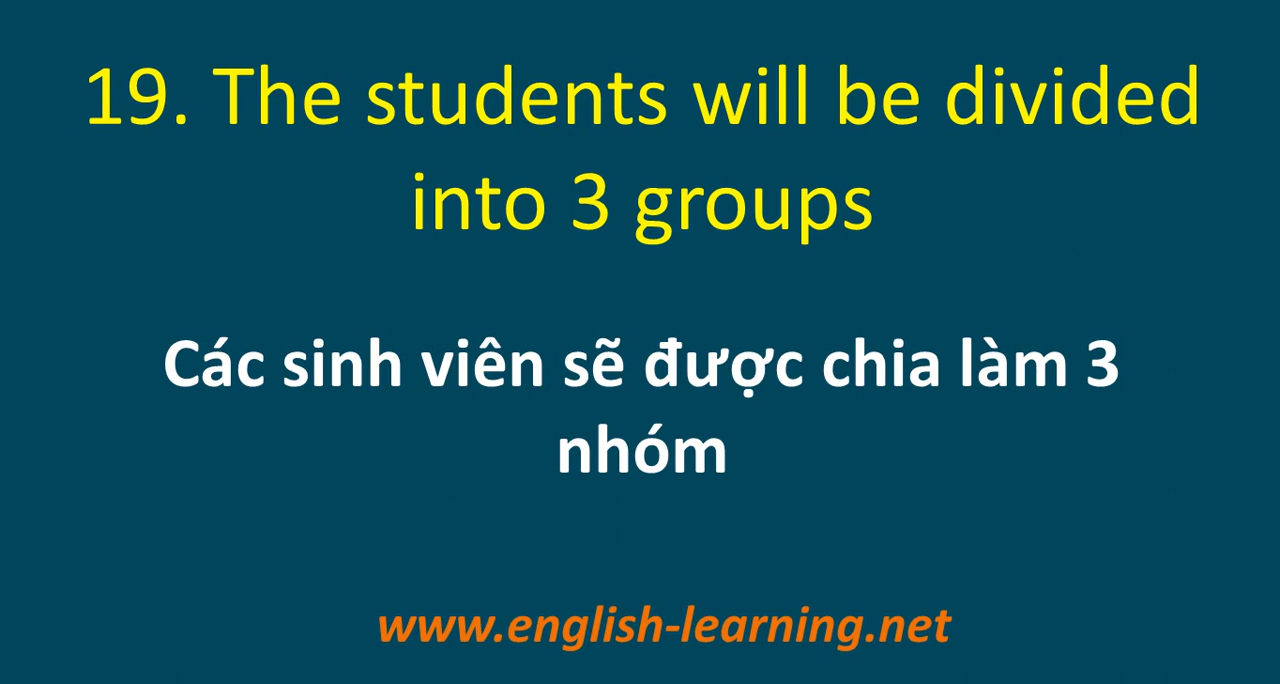 19. The students will be divided
into 3 groups
Các sinh viên sẽ được chia làm 3
nhóm
www.english-learning.net